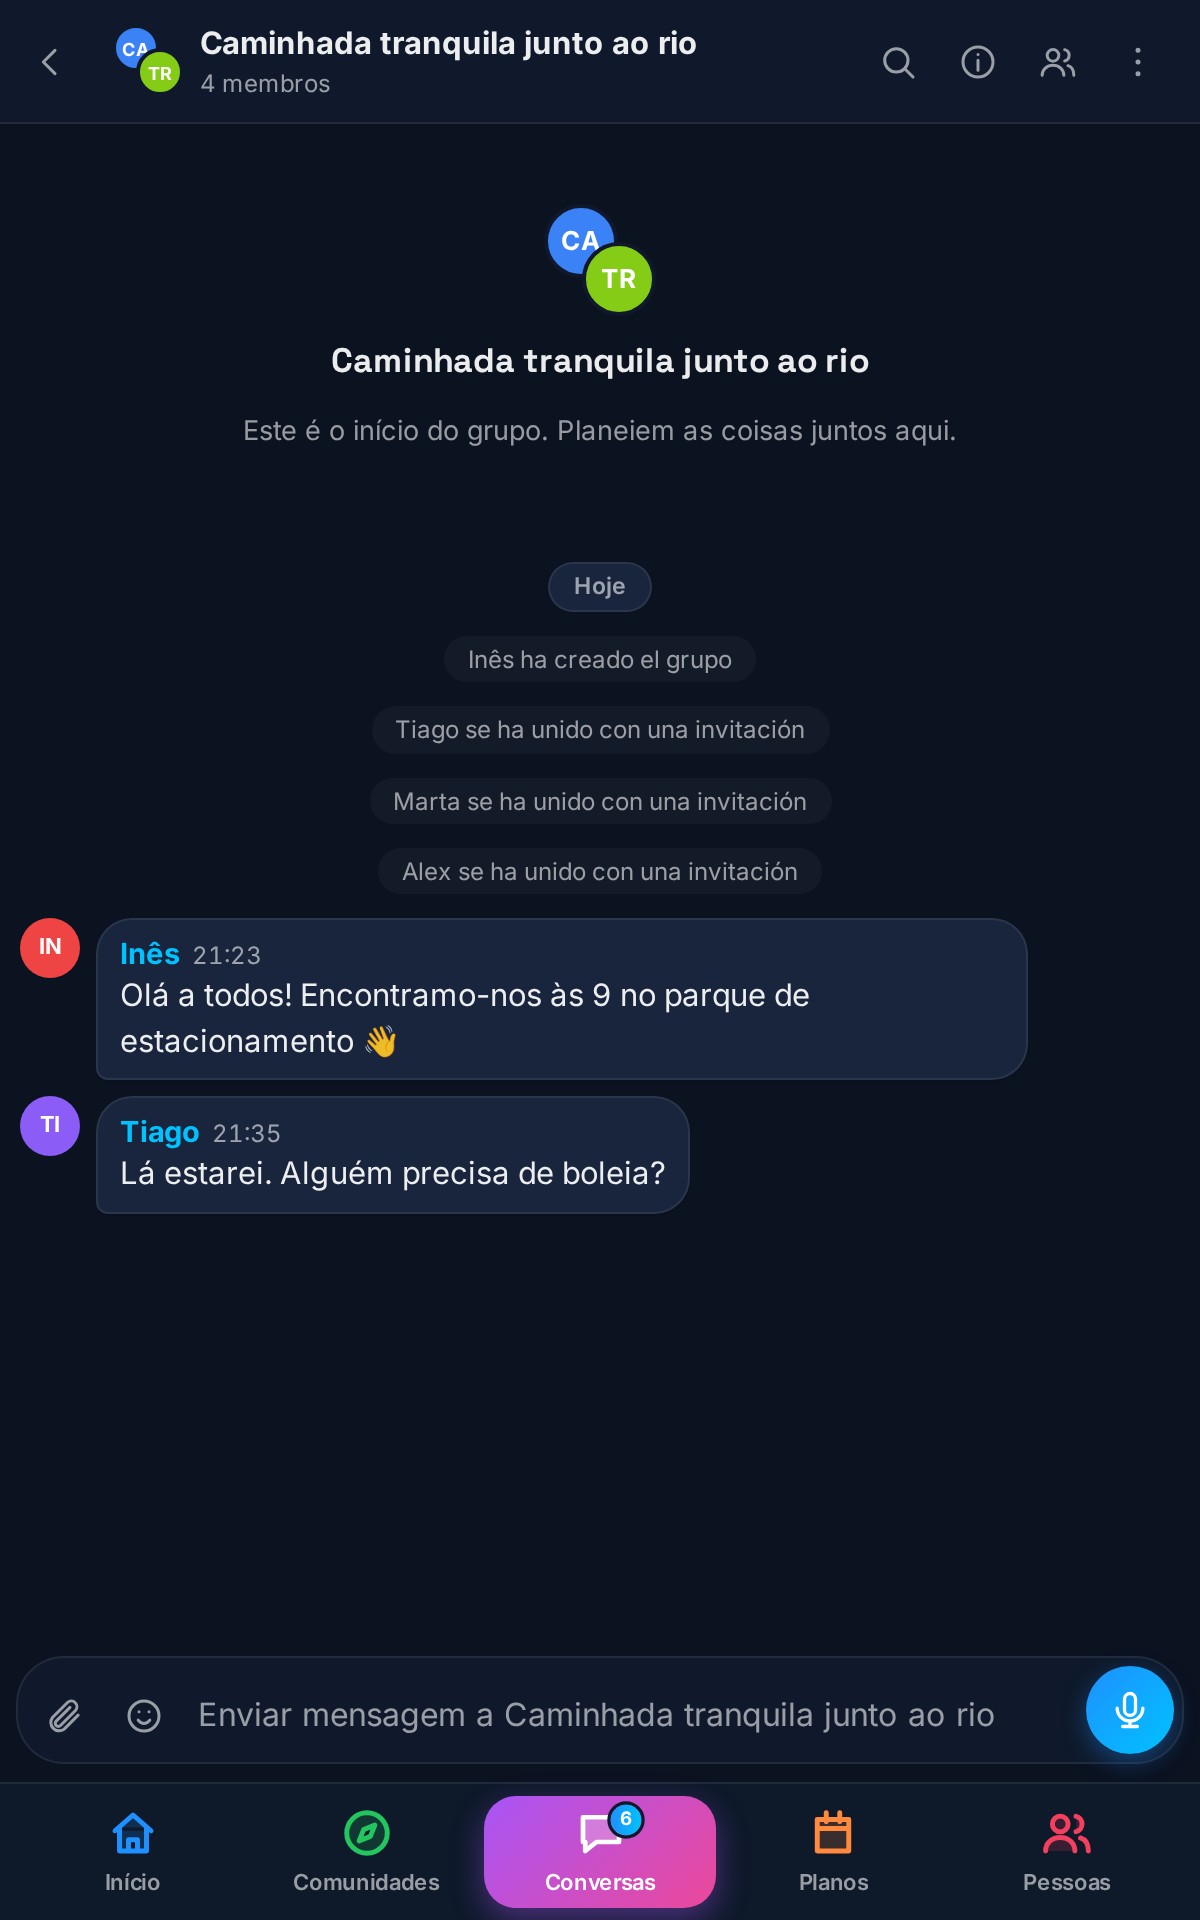 CA
TR
Caminhada tranquila junto ao rio
4 membros
CA
TR
Caminhada tranquila junto ao rio
Este é o início do grupo. Planeiem as coisas juntos aqui.
Hoje
Inês ha creado el grupo
Tiago se ha unido con una invitación
Marta se ha unido con una invitación
Alex se ha unido con una invitación
IN
Inês 21:23
Olá a todos! Encontramo-nos às 9 no parque de
estacionamento 👋
TI
Tiago 21:35
Lá estarei. Alguém precisa de boleia?
Enviar mensagem a Caminhada tranquila junto ao rio
6
Início
Comunidades
Conversas
Planos
Pessoas